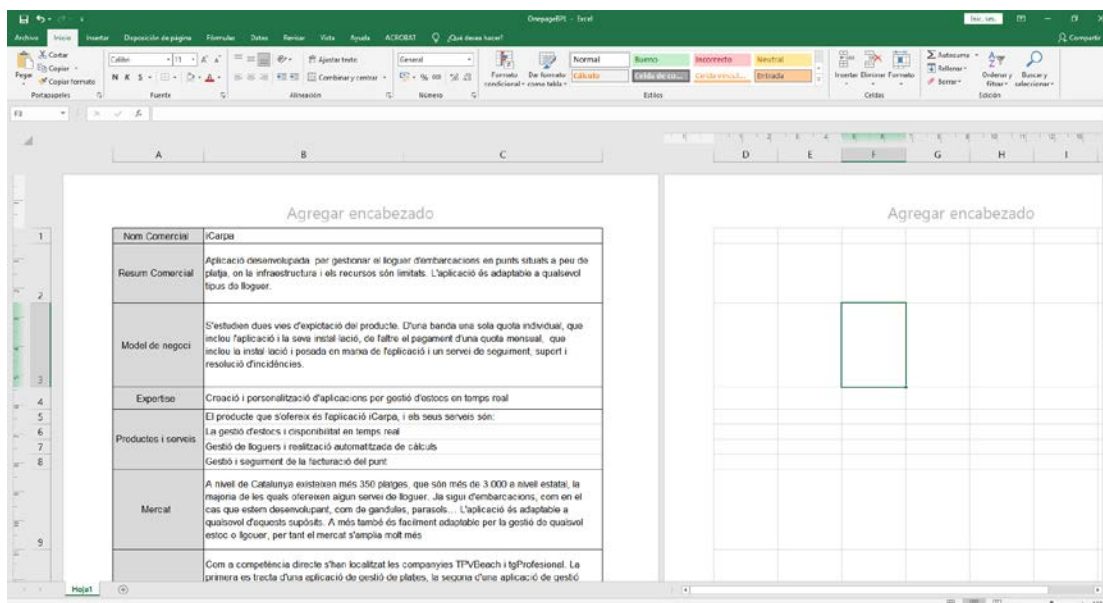 OnepageBPI - Excel
Inic. ses.
Archivo Inicio Insertar Disposición de página Fórmulas Datos Revisar Vista Ayuda ACROBAT ¿Qué desea hacer? Compartir
Cortar
Copiar
Copiar formato
Pegar
Calibri 11
N K S
Ajustar texto
Combinar y centrar
General
Formato condicional
Dar formato como tabla
Normal Bueno Incorrecto Neutral
Cálculo Celda de co... Celda vincul... Entrada
Insertar Eliminar Formato
Autosuma
Rellenar
Borrar
Ordenar y filtrar
Buscar y seleccionar
Portapapeles Fuente Alineación Número Estilos Celdas Edición
F3
A B C D E F G H I
Agregar encabezado Agregar encabezado
1 Nom Comercial iCarpa
Aplicació desenvolupada per gestionar el lloguer d'embarcacions en punts situats a peu de
2 Resum Comercial platja, on la infraestructura i els recursos són limitats. L'aplicació és adaptable a qualsevol
tipus de lloguer.
S'estudien dues vies d'explotació del producte. D'una banda una sola quota individual, que
3 Model de negoci inclou l'aplicació i la seva instal·lació, de l'altre el pagament d'una quota mensual, que
inclou la instal·lació i posada en marxa de l'aplicació i un servei de seguiment, suport i
resolució d'incidències.
4 Expertise Creació i personalització d'aplicacions per gestió d'estocs en temps real
5 El producte que s'ofereix és l'aplicació iCarpa, i els seus serveis són:
6 Productes i serveis La gestió d'estocs i disponibilitat en temps real
7 Gestió de lloguers i realització automatitzada de càlculs
8 Gestió i seguiment de la facturació del punt
A nivell de Catalunya existeixen més 350 platges, que són més de 3.000 a nivell estatal, la
majoria de les quals ofereixen algun servei de lloguer. Ja sigui d'embarcacions, com en el
9 Mercat cas que estem desenvolupant, com de gandules, parasols... L'aplicació és adaptable a
qualsevol d'aquests supòsits. A més també és facilment adaptable per la gestió de qualsvol
estoc o lloguer, per tant el mercat s'amplia molt més
Com a competència directe s'han localitzat les companyies TPVBeach i tgProfesional. La
primera es tracta d'una aplicació de gestió de platjes, la segona d'una aplicació de gestió
Hoja1